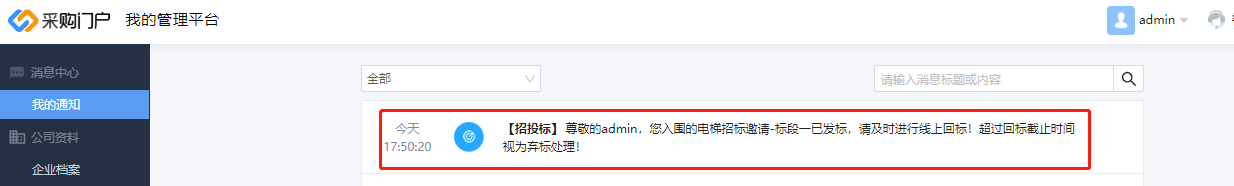 采购门户 我的管理平台 admin
消息中心
全部 请输入消息标题或内容
我的通知
今天
17:50:20
【招投标】尊敬的admin，您入围的电梯招标邀请-标段一已发标，请及时进行线上回标！超过回标截止时间
视为弃标处理！
公司资料
企业档案